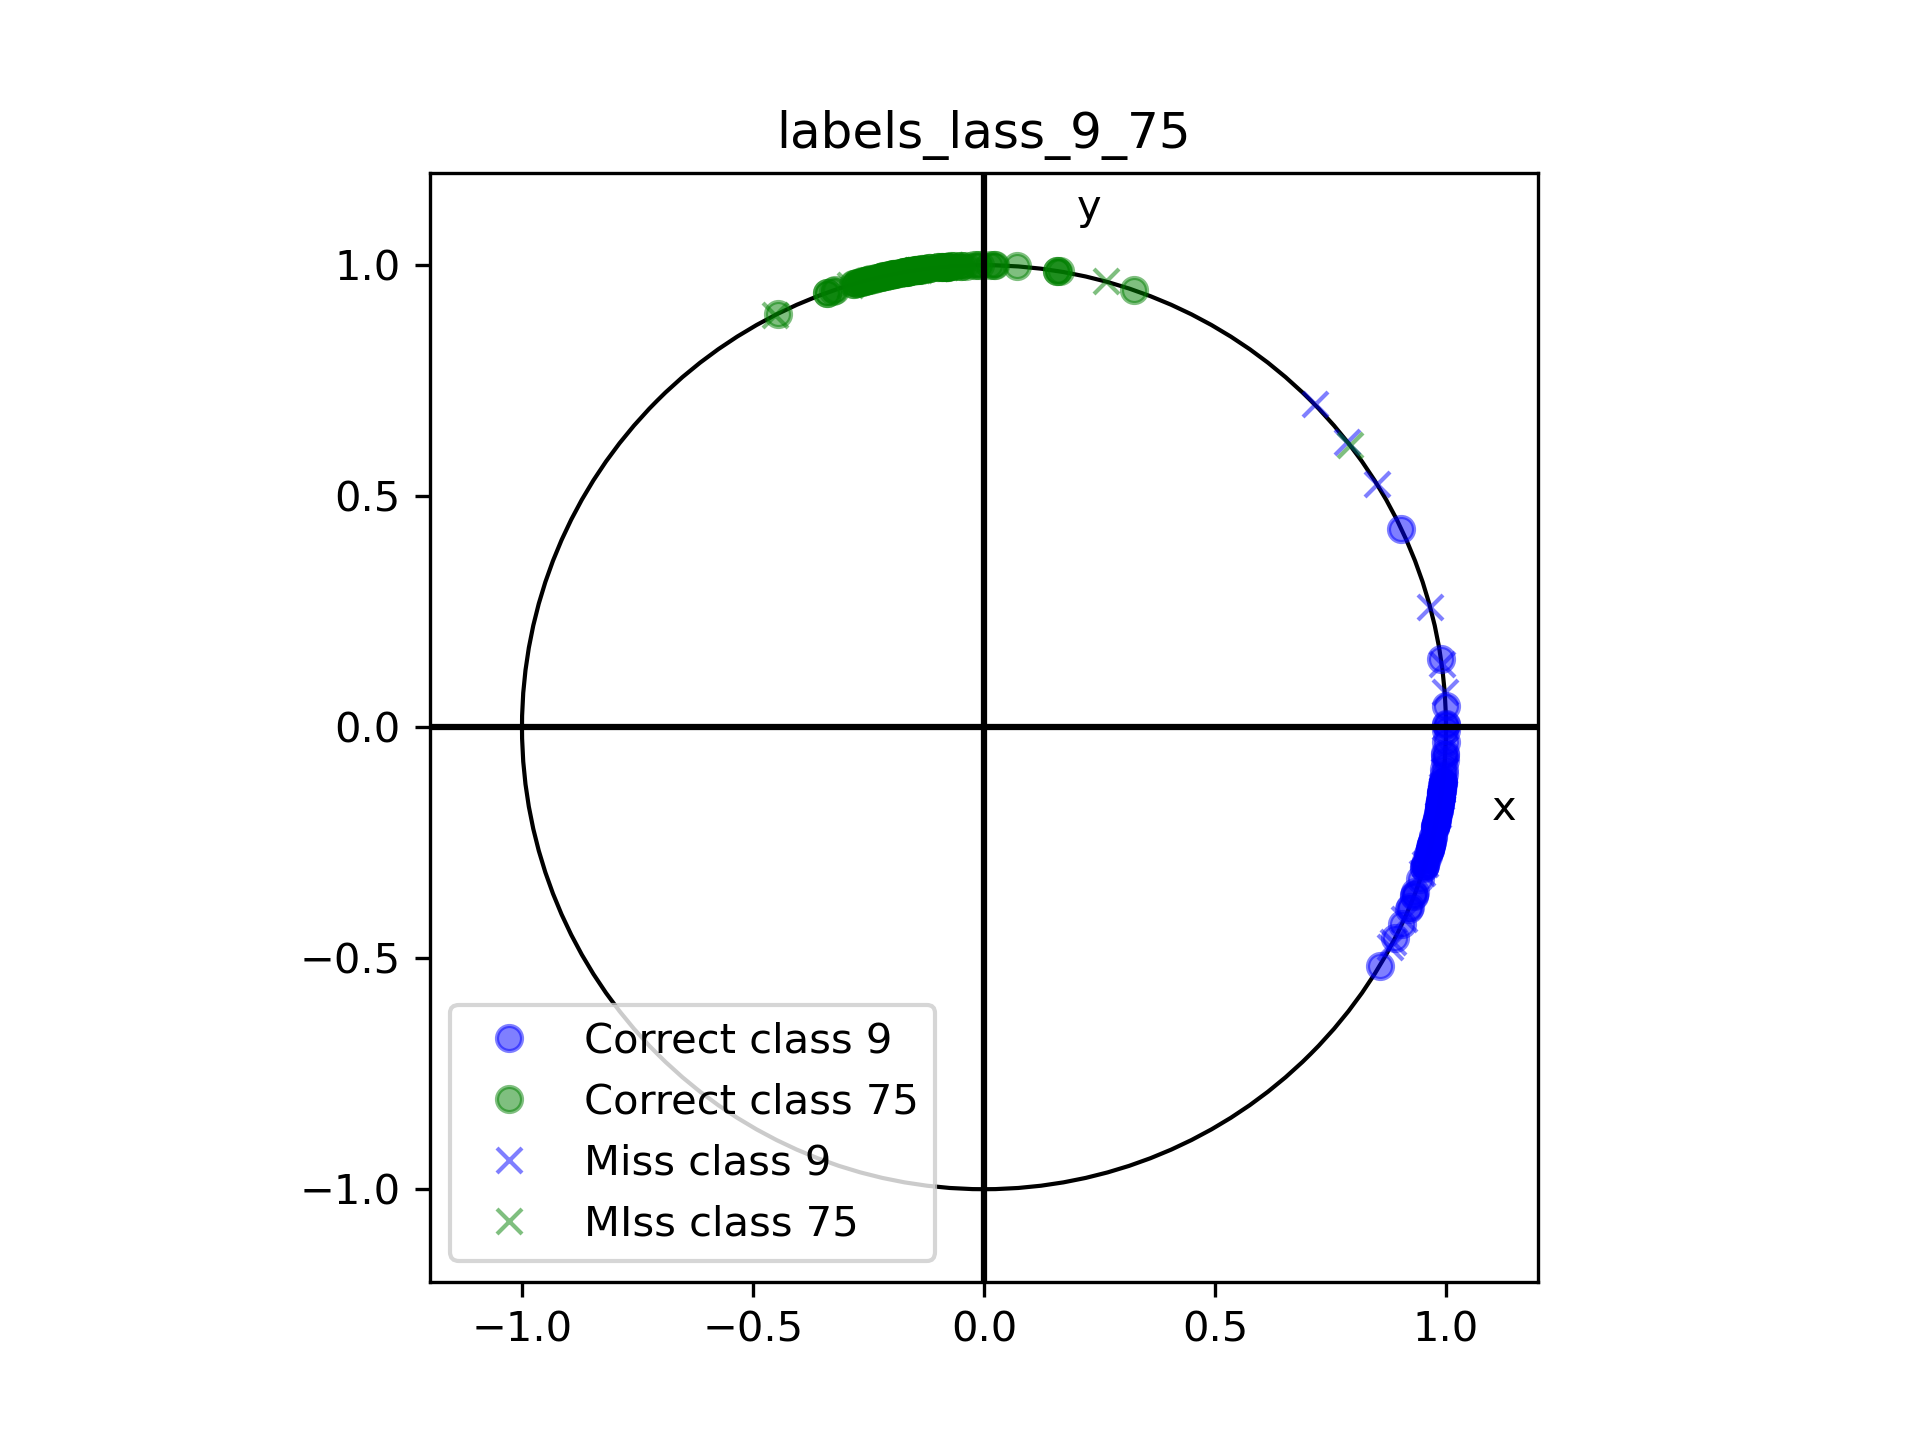 labels_lass_9_75
y
1.0
0.5
0.0
x
−0.5
−1.0
Correct class 9
Correct class 75
Miss class 9
MIss class 75
−1.0 −0.5 0.0 0.5 1.0